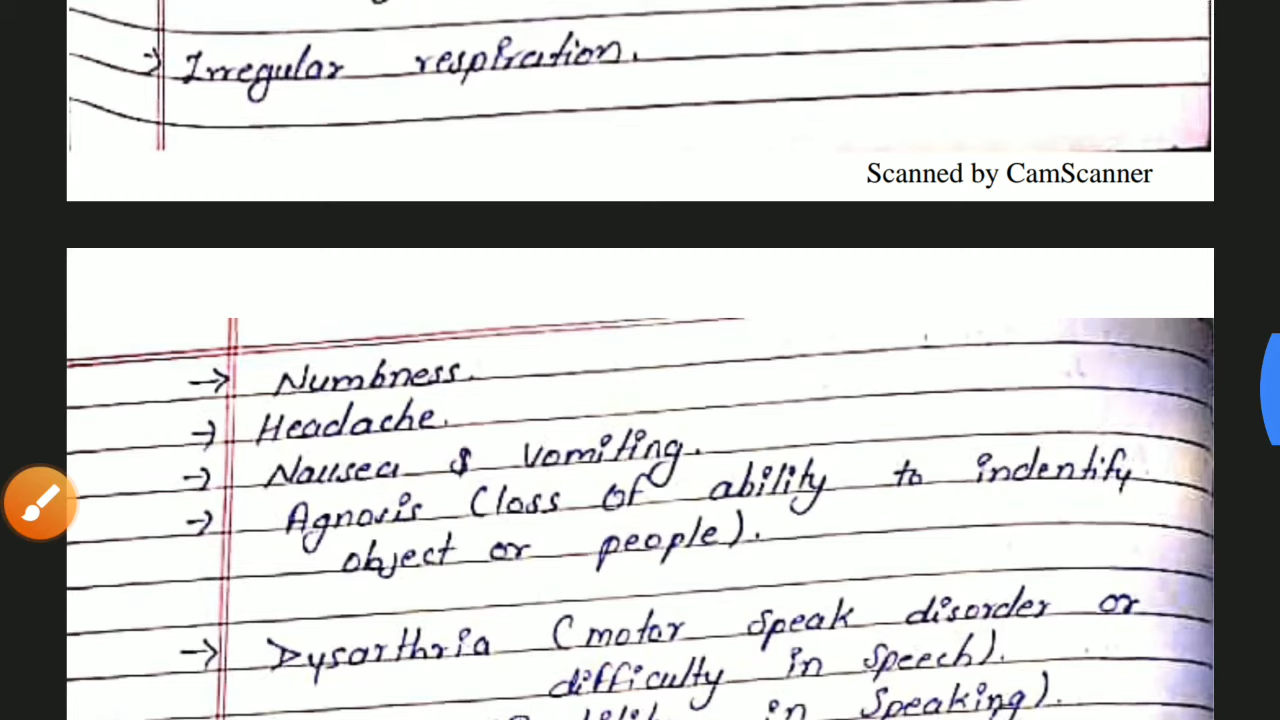 → Irregular respiration.
Scanned by CamScanner
→ Numbness.
→ Headache.
→ Nausea & vomiting.
→ Agnosis (loss of ability to indentify
object or people).
→ Dysarthria (motor speak disorder or
difficulty in speech).
in speaking).